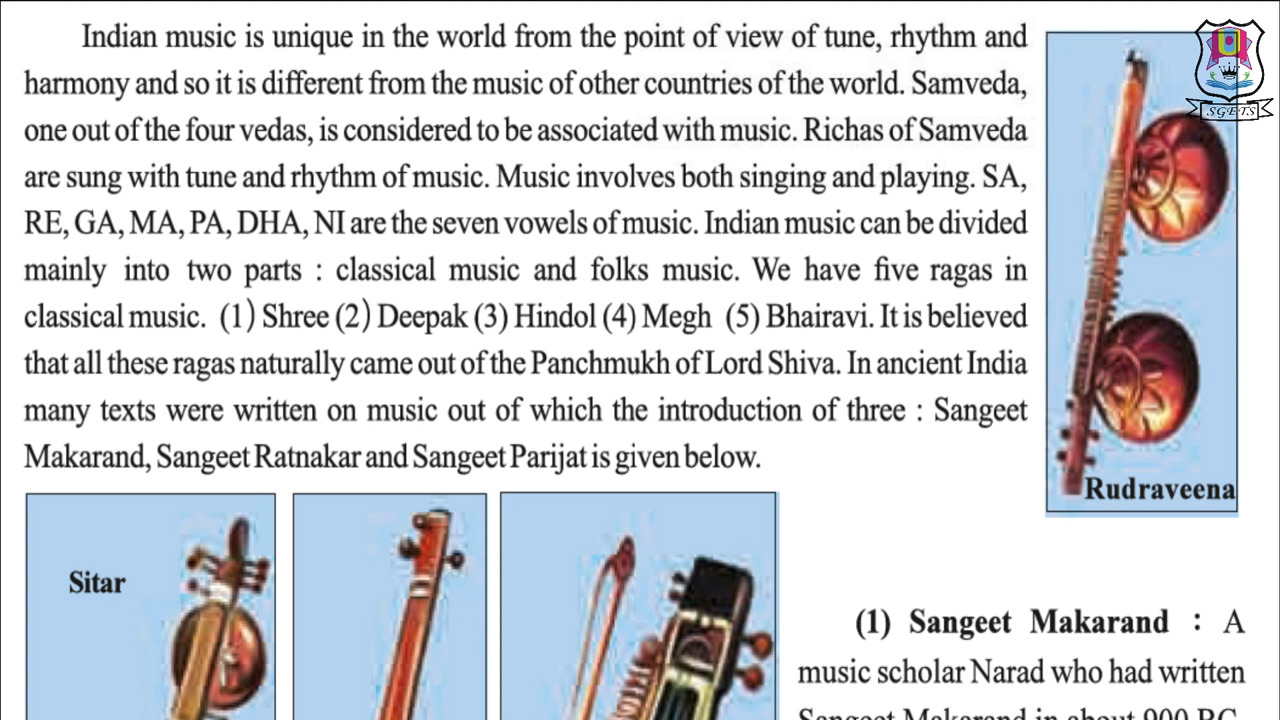 Indian music is unique in the world from the point of view of tune, rhythm and
harmony and so it is different from the music of other countries of the world. Samveda,
one out of the four vedas, is considered to be associated with music. Richas of Samveda
are sung with tune and rhythm of music. Music involves both singing and playing. SA,
RE, GA, MA, PA, DHA, NI are the seven vowels of music. Indian music can be divided
mainly into two parts : classical music and folks music. We have five ragas in
classical music. (1) Shree (2) Deepak (3) Hindol (4) Megh (5) Bhairavi. It is believed
that all these ragas naturally came out of the Panchmukh of Lord Shiva. In ancient India
many texts were written on music out of which the introduction of three : Sangeet
Makarand, Sangeet Ratnakar and Sangeet Parijat is given below.
SGETS
Rudraveena
Sitar
(1) Sangeet Makarand : A
music scholar Narad who had written
Sangeet Makarand in about 900 BC.